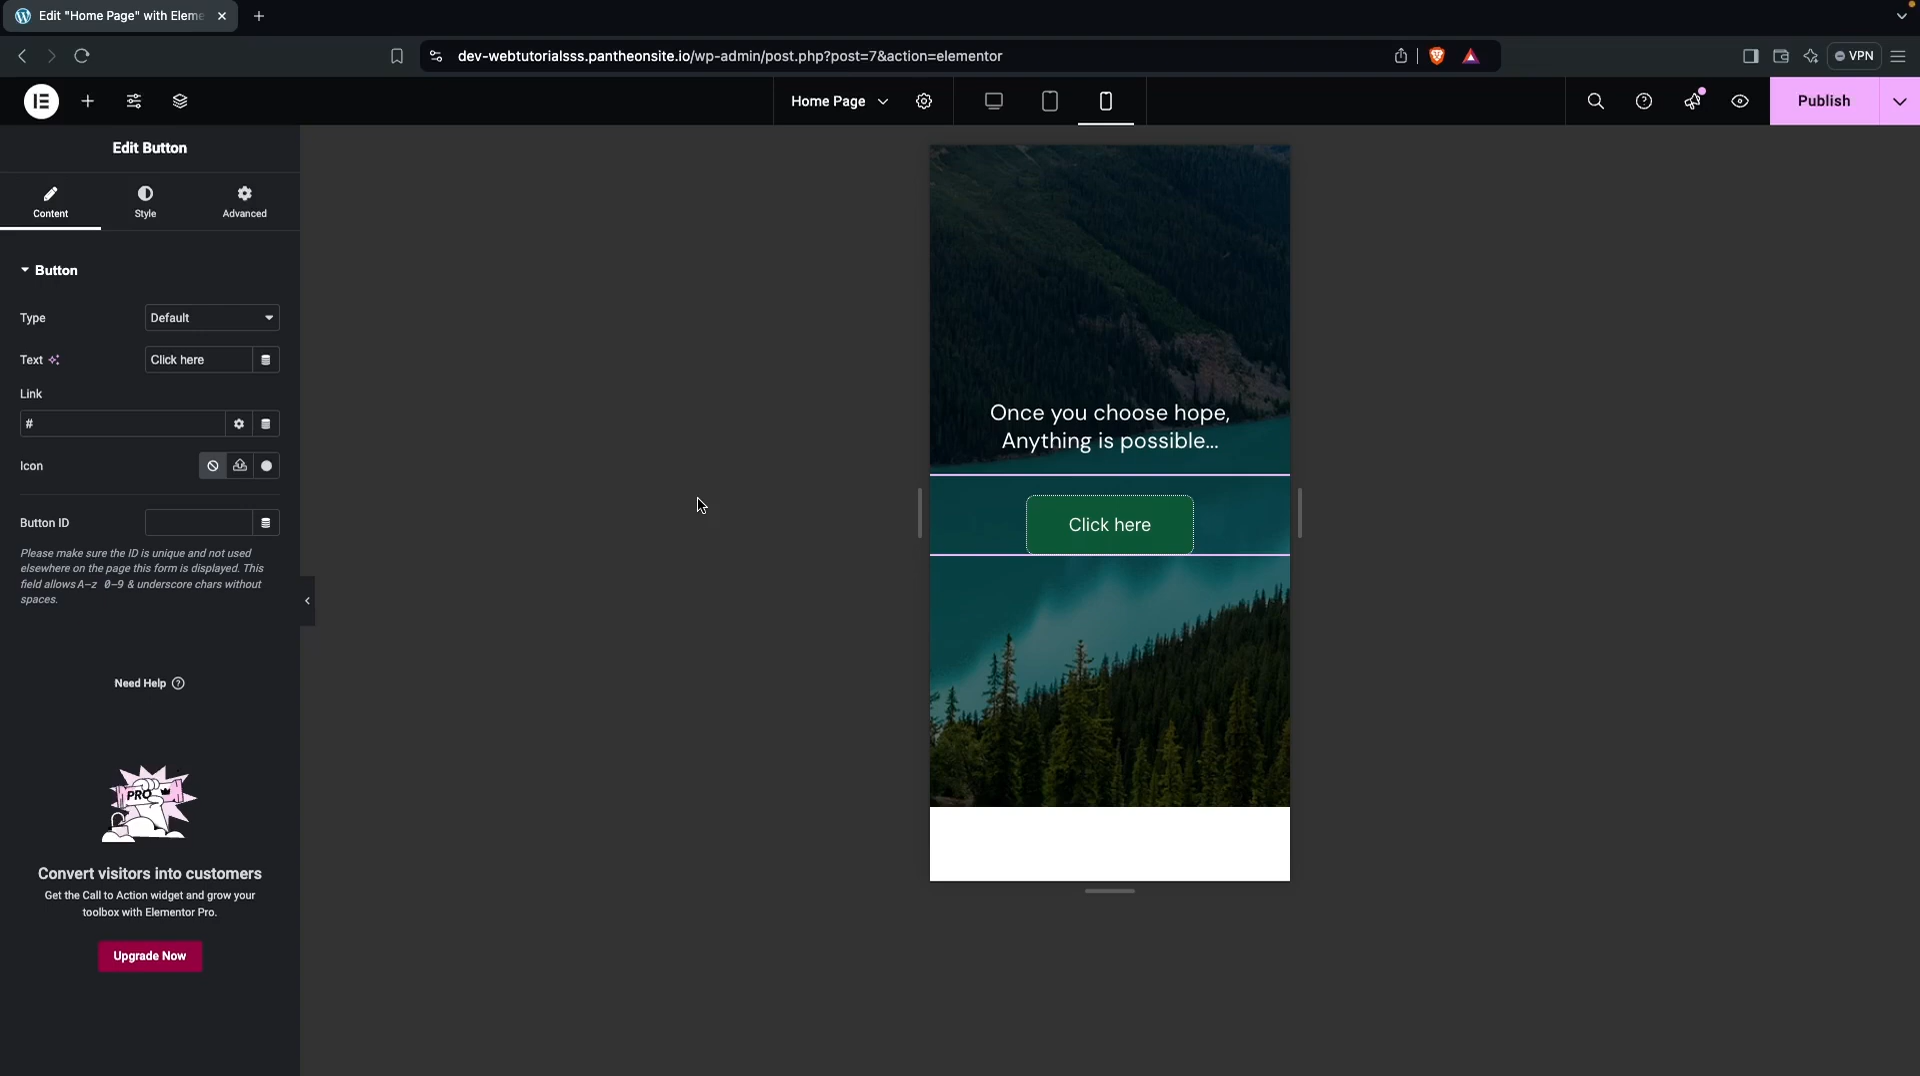 Edit "Home Page" with Eleme
dev-webtutorialsss.pantheonsite.io/wp-admin/post.php?post=7&action=elementor
VPN
Home Page
Publish
Edit Button
Content
Style
Advanced
Button
Type
Default
Text
Click here
Link
#
Icon
Button ID
Please make sure the ID is unique and not used
elsewhere on the page this form is displayed. This
field allows A-z 0-9 & underscore chars without
spaces.
Need Help
PRO
Convert visitors into customers
Get the Call to Action widget and grow your
toolbox with Elementor Pro.
Upgrade Now
Once you choose hope,
Anything is possible...
Click here